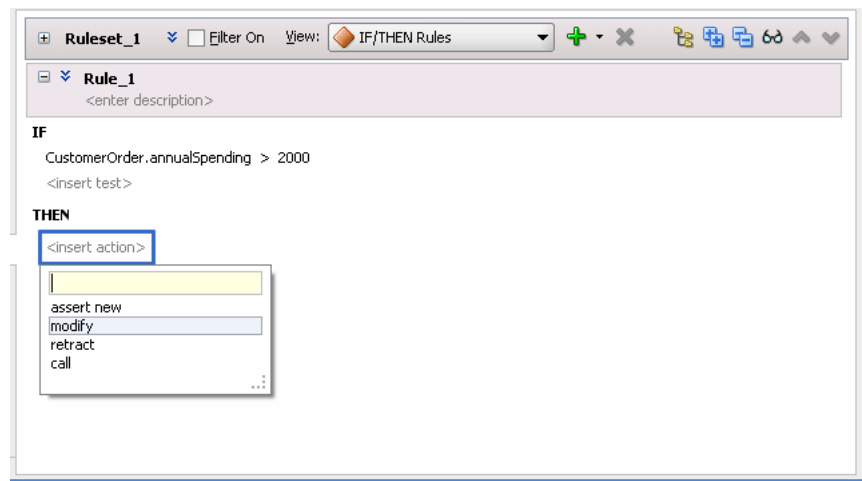 Ruleset_1 Filter On View: IF/THEN Rules
Rule_1
<enter description>
IF
CustomerOrder.annualSpending > 2000
<insert test>
THEN
<insert action>
assert new
modify
retract
call